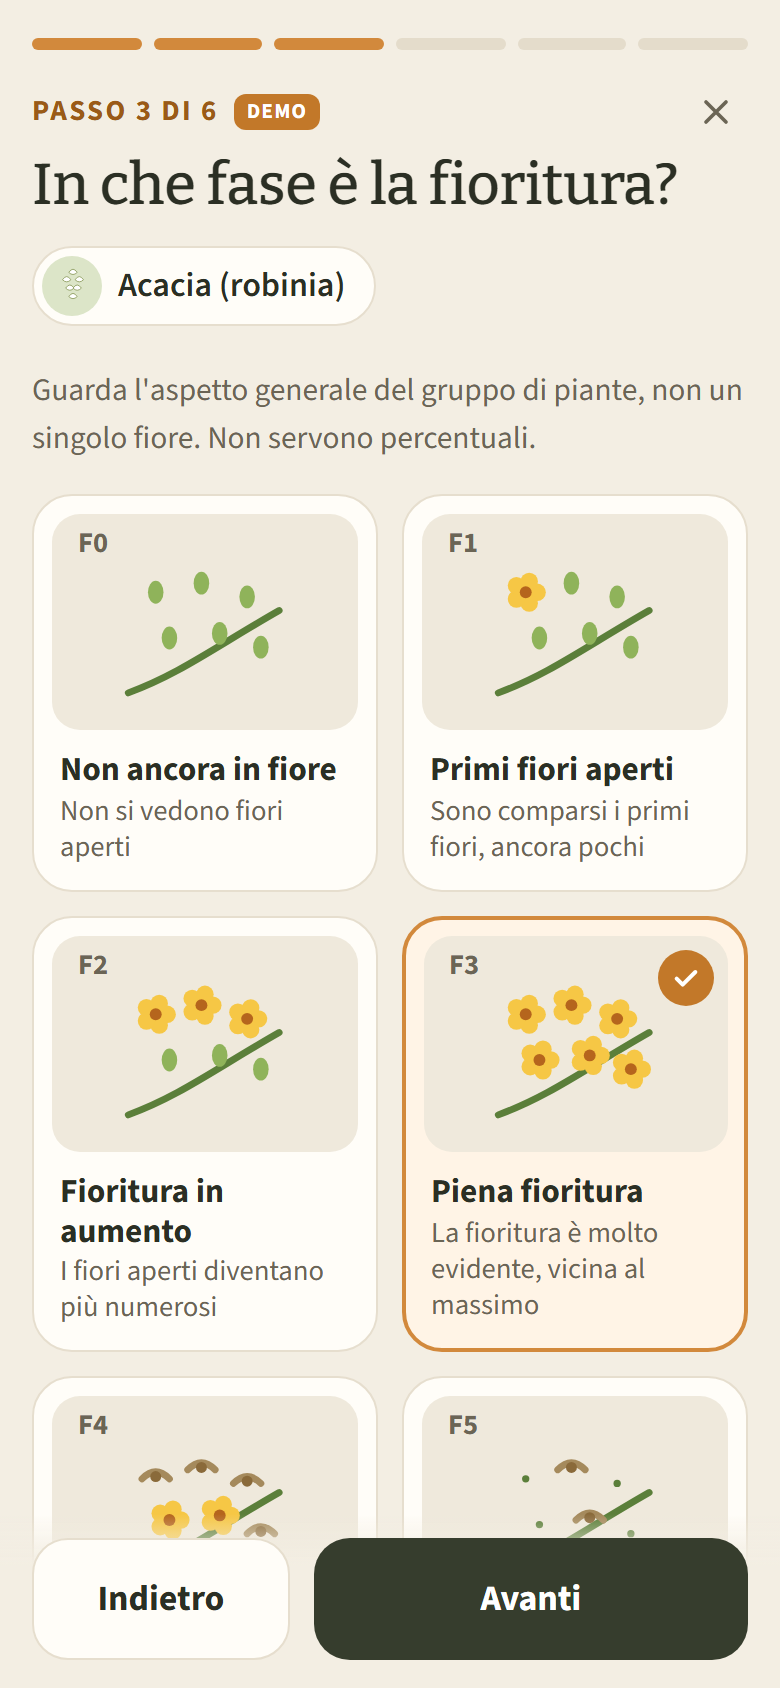 PASSO 3 DI 6 DEMO
In che fase è la fioritura?
Acacia (robinia)
Guarda l'aspetto generale del gruppo di piante, non un
singolo fiore. Non servono percentuali.
F0
Non ancora in fiore
Non si vedono fiori
aperti
F1
Primi fiori aperti
Sono comparsi i primi
fiori, ancora pochi
F2
Fioritura in
aumento
I fiori aperti diventano
più numerosi
F3
Piena fioritura
La fioritura è molto
evidente, vicina al
massimo
F4
F5
Indietro
Avanti